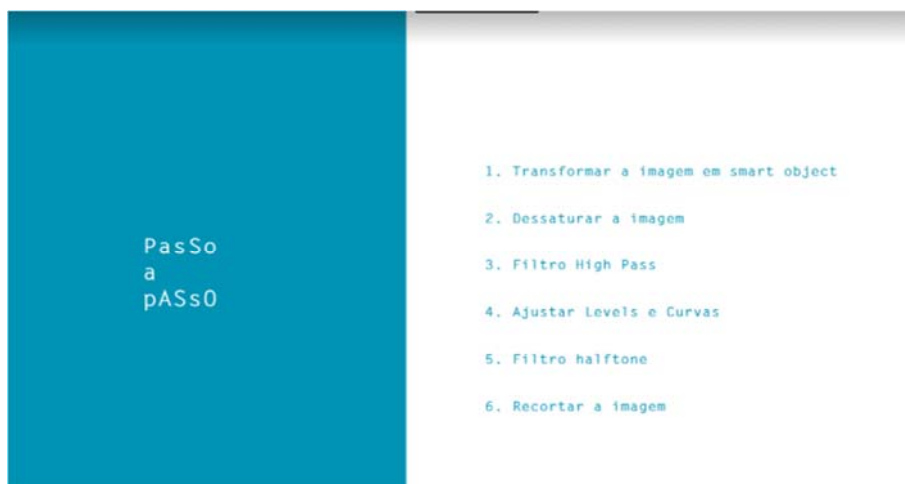 PasSo
a
pASsO
1. Transformar a imagem em smart object
2. Dessaturar a imagem
3. Filtro High Pass
4. Ajustar Levels e Curvas
5. Filtro halftone
6. Recortar a imagem